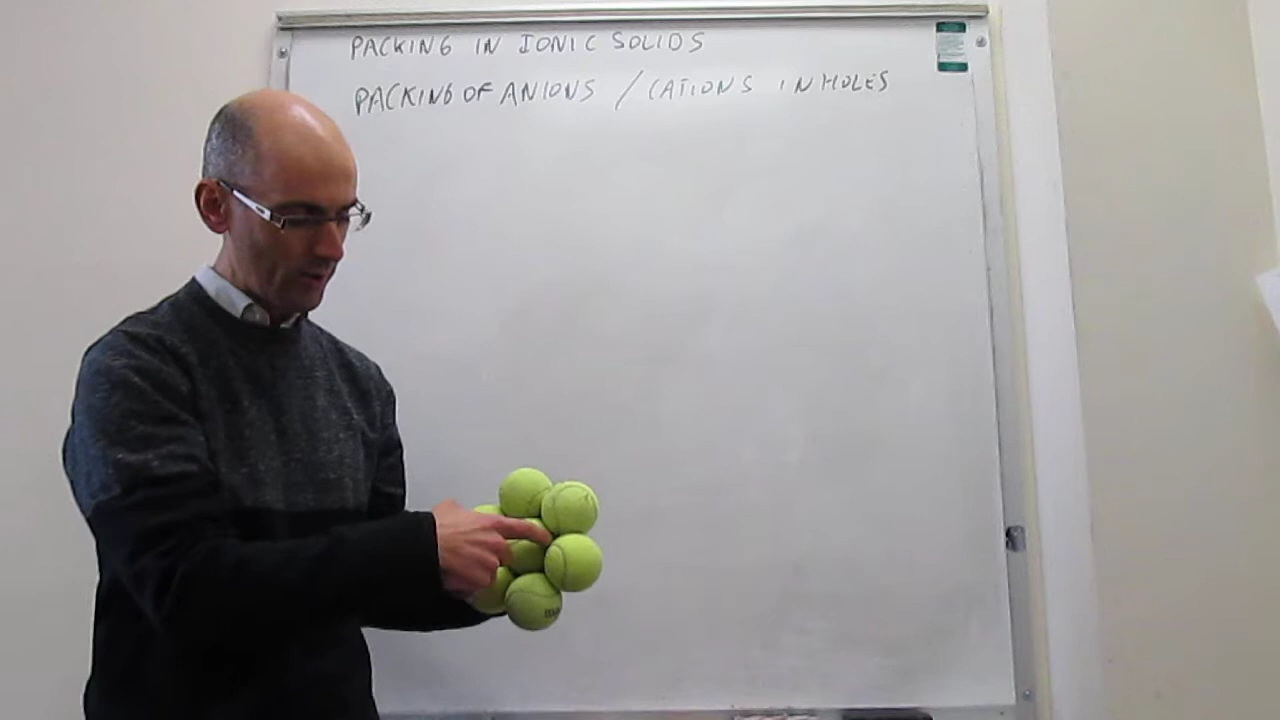 PACKING IN IONIC SOLIDS
PACKING OF ANIONS / CATIONS IN HOLES